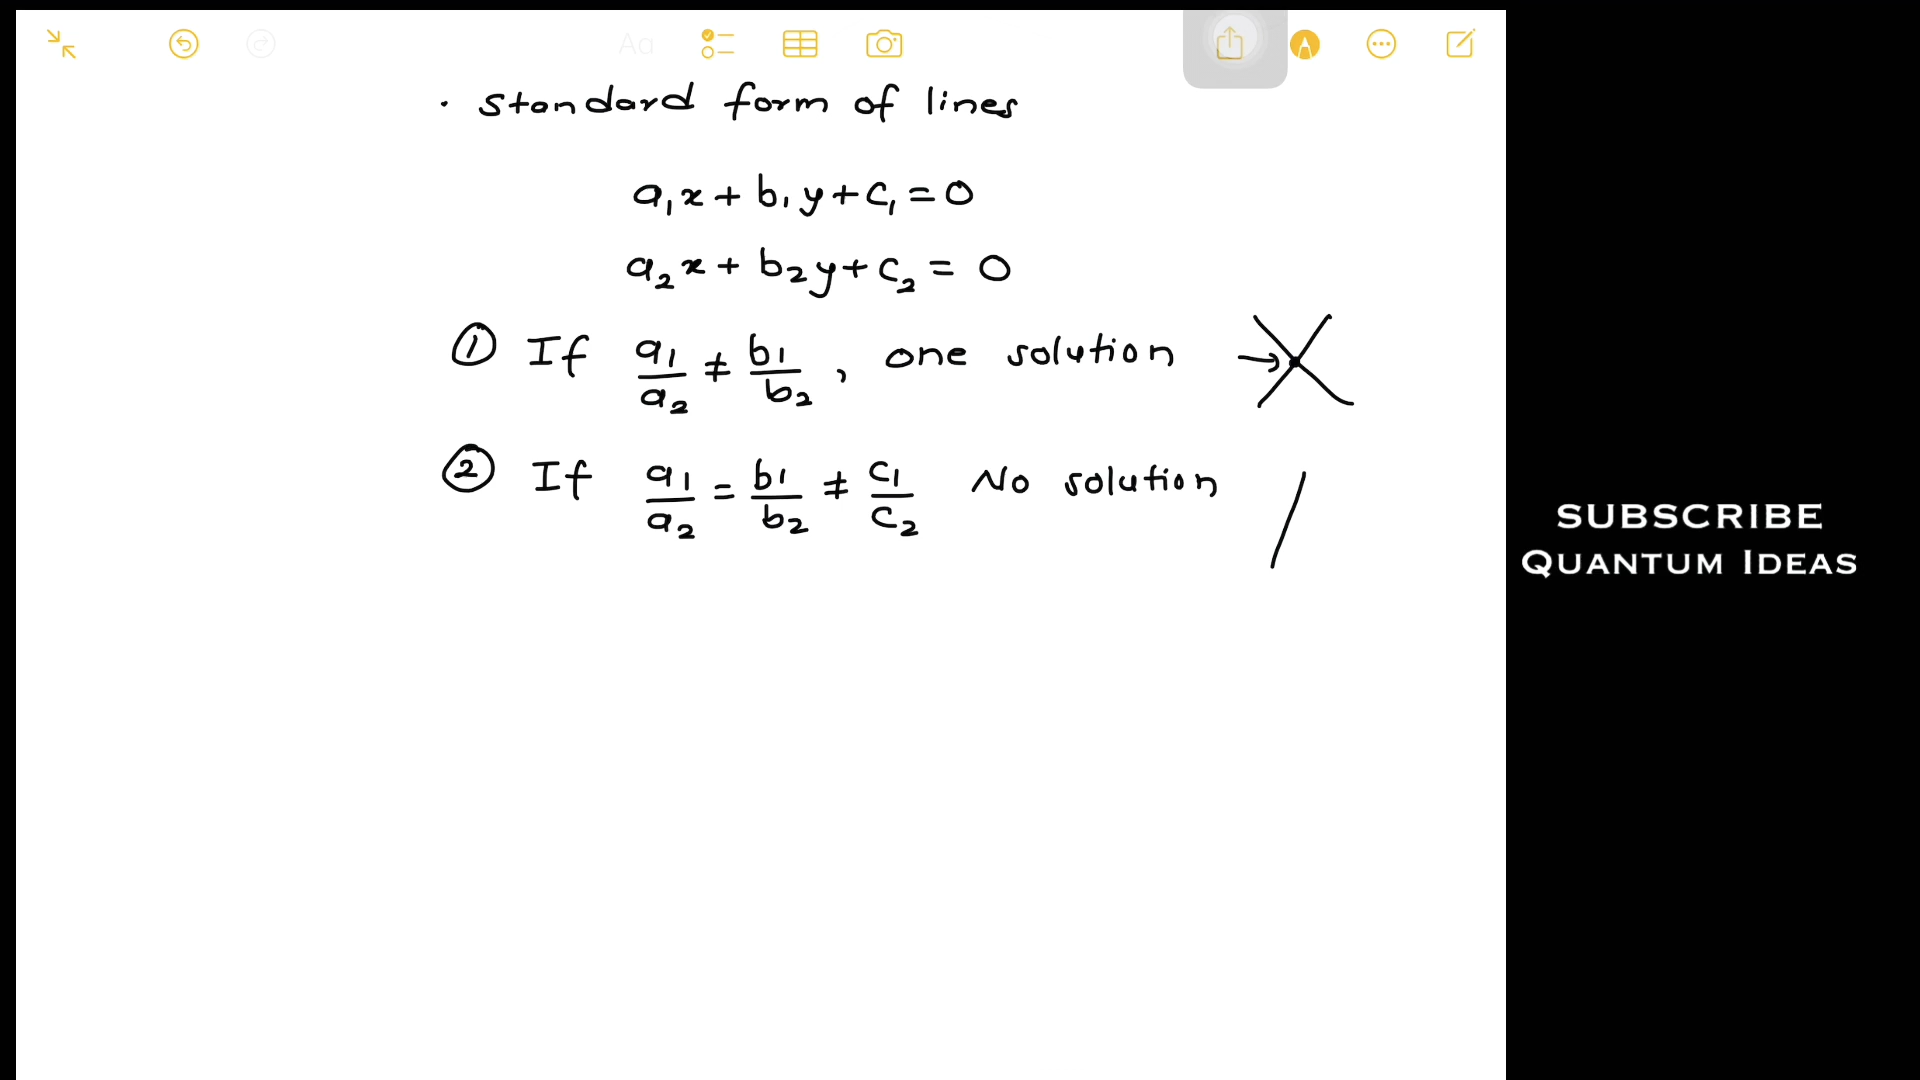 Aa
· standard form of lines
a₁x + b₁y + c₁ = 0
a₂x + b₂y + c₂ = 0
① If a₁/a₂ ≠ b₁/b₂ , one solution
② If a₁/a₂ = b₁/b₂ ≠ c₁/c₂ No solution
SUBSCRIBE
QUANTUM IDEAS